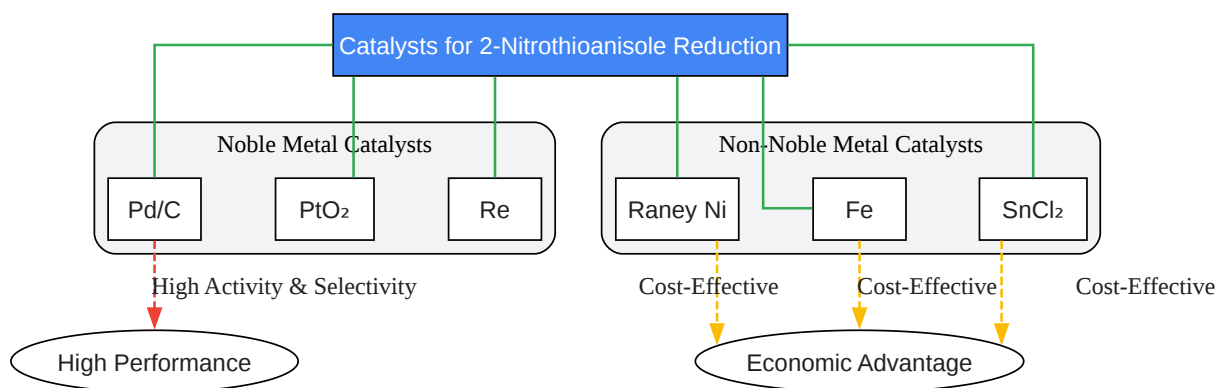 Catalysts for 2-Nitrothioanisole Reduction
Noble Metal Catalysts
Non-Noble Metal Catalysts
Pd/C
PtO₂
Re
Raney Ni
Fe
SnCl₂
High Activity & Selectivity
Cost-Effective
Cost-Effective
Cost-Effective
High Performance
Economic Advantage